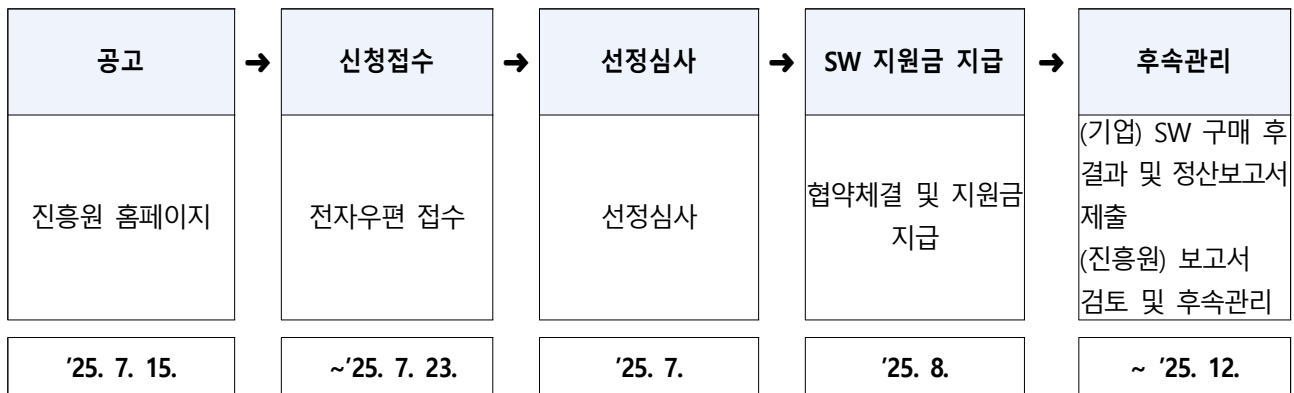 공고 ➜ 신청접수 ➜ 선정심사 ➜ SW 지원금 지급 ➜ 후속관리
진흥원 홈페이지
전자우편 접수
선정심사
협약체결 및 지원금
지급
(기업) SW 구매 후
결과 및 정산보고서
제출
(진흥원) 보고서
검토 및 후속관리
’25. 7. 15.
~’25. 7. 23.
’25. 7.
’25. 8.
~ ’25. 12.